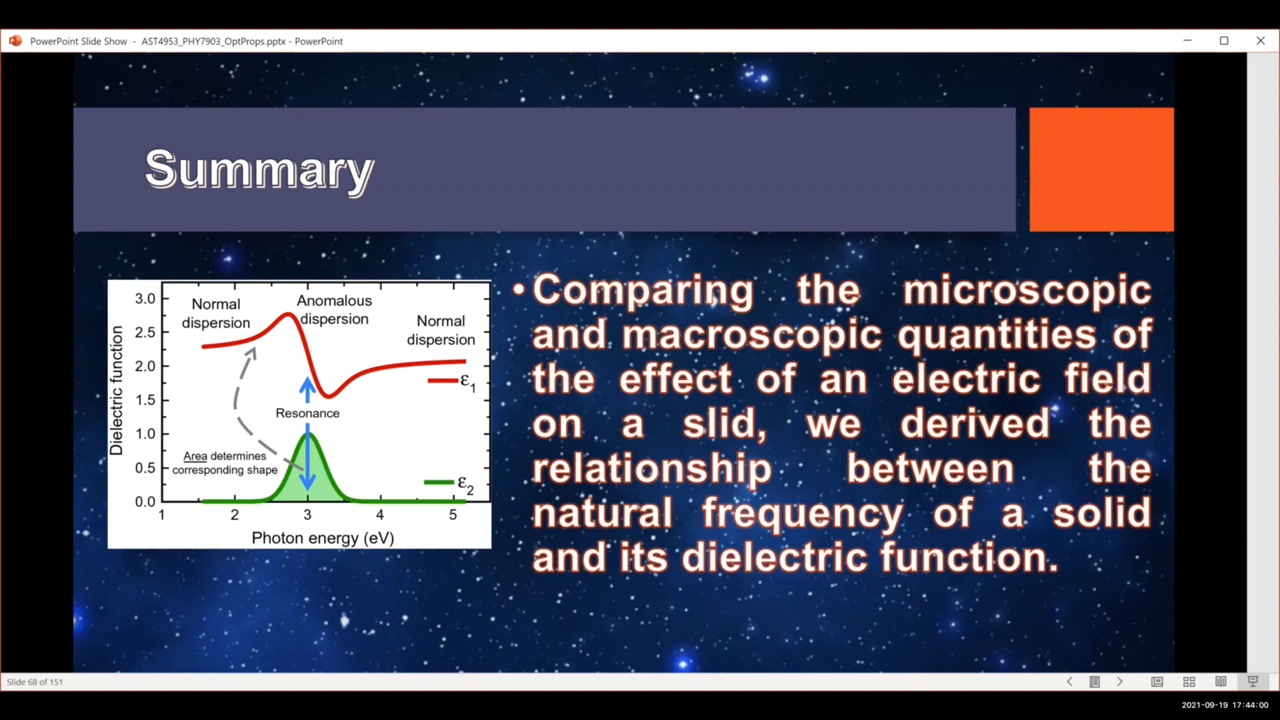 PowerPoint Slide Show - AST4953_PHY7903_OptProps.pptx - PowerPoint
Summary
Dielectric function
3.0
2.5
2.0
1.5
1.0
0.5
0.0
Normal
dispersion
Anomalous
dispersion
Normal
dispersion
ε1
Resonance
Area determines
corresponding shape
ε2
1 2 3 4 5
Photon energy (eV)
• Comparing the microscopic
and macroscopic quantities of
the effect of an electric field
on a slid, we derived the
relationship between the
natural frequency of a solid
and its dielectric function.
Slide 68 of 151
2021-09-19 17:44:00